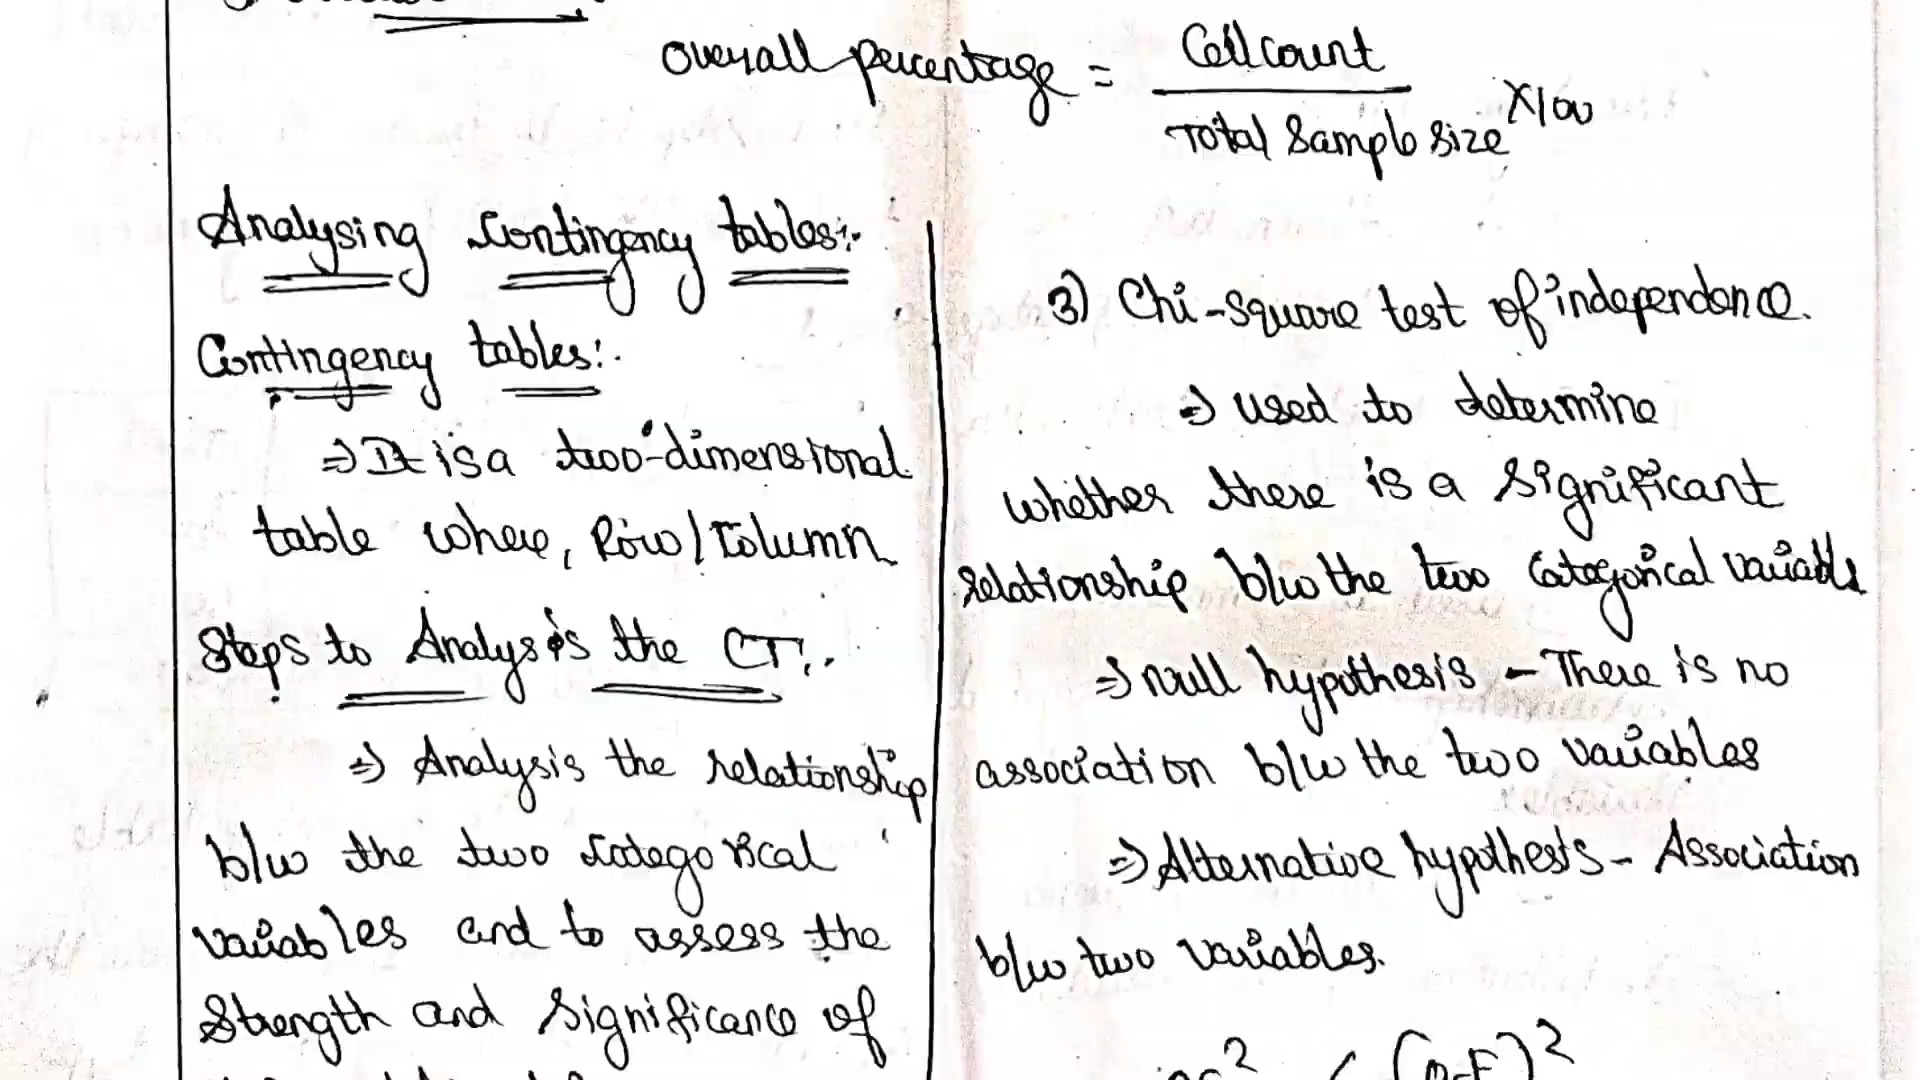 Overall percentage = Cell count / Total Sample size X100
Analysing Contingency tables:-
Contingency tables:-
⇒ It is a two-dimensional
table where, Row/Column
Steps to Analysis the CT:-
⇒ Analysis the relationship
b/w the two categorical
variables and to assess the
Strength and significance of
3) Chi-square test of independence.
⇒ used to determine
whether there is a significant
relationship b/w the two categorical variable
⇒ null hypothesis - There is no
association b/w the two variables
⇒ Alternative hypothesis - Association
b/w two variables.